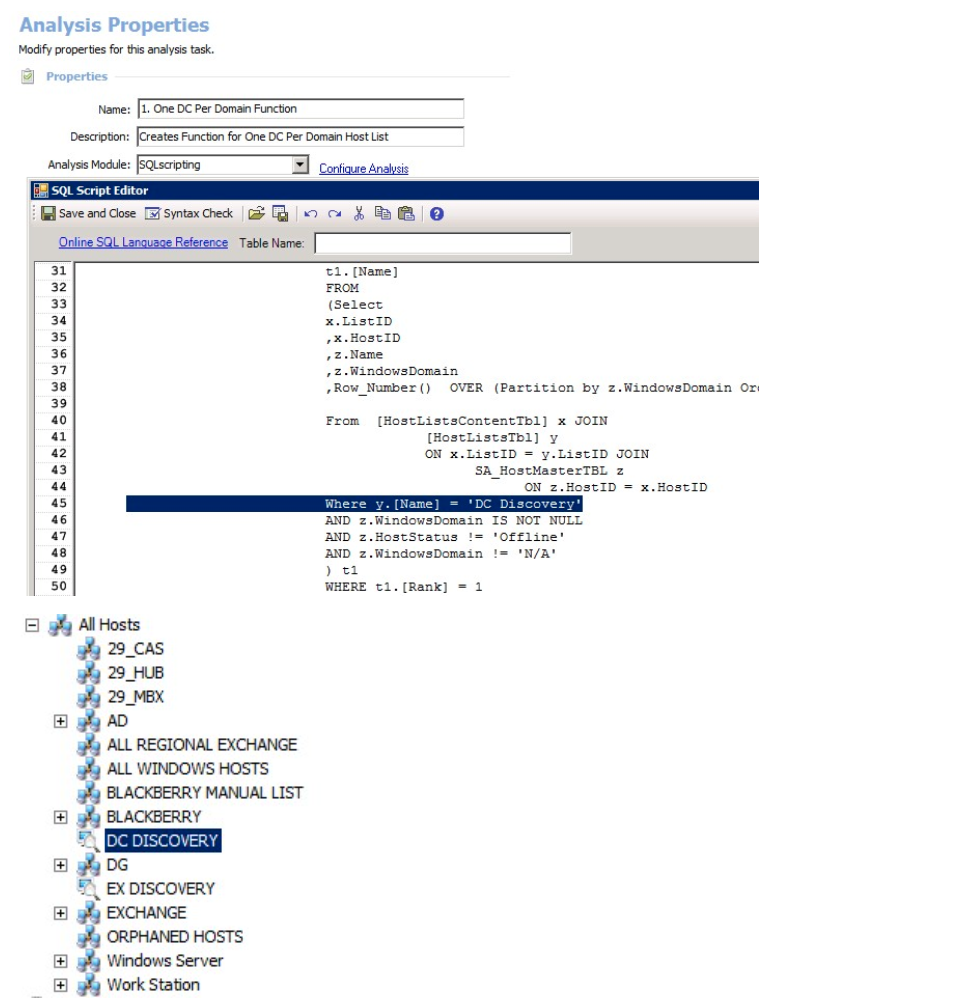 Analysis Properties
Modify properties for this analysis task.
Properties
Name: 1. One DC Per Domain Function
Description: Creates Function for One DC Per Domain Host List
Analysis Module: SQLscripting Configure Analysis
SQL Script Editor
Save and Close Syntax Check
Online SQL Language Reference Table Name:
31 t1.[Name]
32 FROM
33 (Select
34 x.ListID
35 ,x.HostID
36 ,z.Name
37 ,z.WindowsDomain
38 ,Row_Number() OVER (Partition by z.WindowsDomain Or
39
40 From [HostListsContentTbl] x JOIN
41 [HostListsTbl] y
42 ON x.ListID = y.ListID JOIN
43 SA_HostMasterTBL z
44 ON z.HostID = x.HostID
45 Where y.[Name] = 'DC Discovery'
46 AND z.WindowsDomain IS NOT NULL
47 AND z.HostStatus != 'Offline'
48 AND z.WindowsDomain != 'N/A'
49 ) t1
50 WHERE t1.[Rank] = 1
All Hosts
29_CAS
29_HUB
29_MBX
AD
ALL REGIONAL EXCHANGE
ALL WINDOWS HOSTS
BLACKBERRY MANUAL LIST
BLACKBERRY
DC DISCOVERY
DG
EX DISCOVERY
EXCHANGE
ORPHANED HOSTS
Windows Server
Work Station